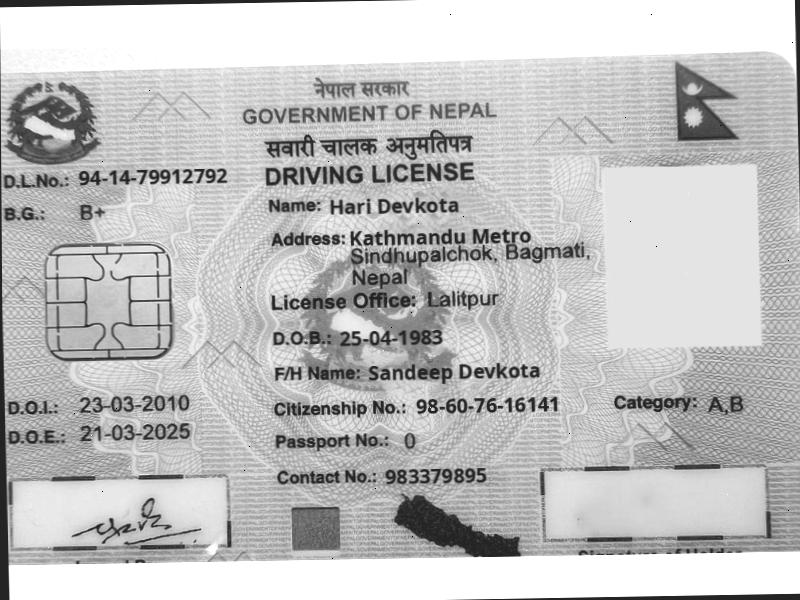 नेपाल सरकार
GOVERNMENT OF NEPAL
सवारी चालक अनुमतिपत्र
DRIVING LICENSE
D.L.No.: 94-14-79912792
B.G.: B+
Name: Hari Devkota
Address: Kathmandu Metro
Sindhupalchok, Bagmati,
Nepal
License Office: Lalitpur
D.O.B.: 25-04-1983
F/H Name: Sandeep Devkota
D.O.I.: 23-03-2010
Citizenship No.: 98-60-76-16141
Category: A,B
D.O.E.: 21-03-2025
Passport No.: 0
Contact No.: 983379895
Signature of Holder